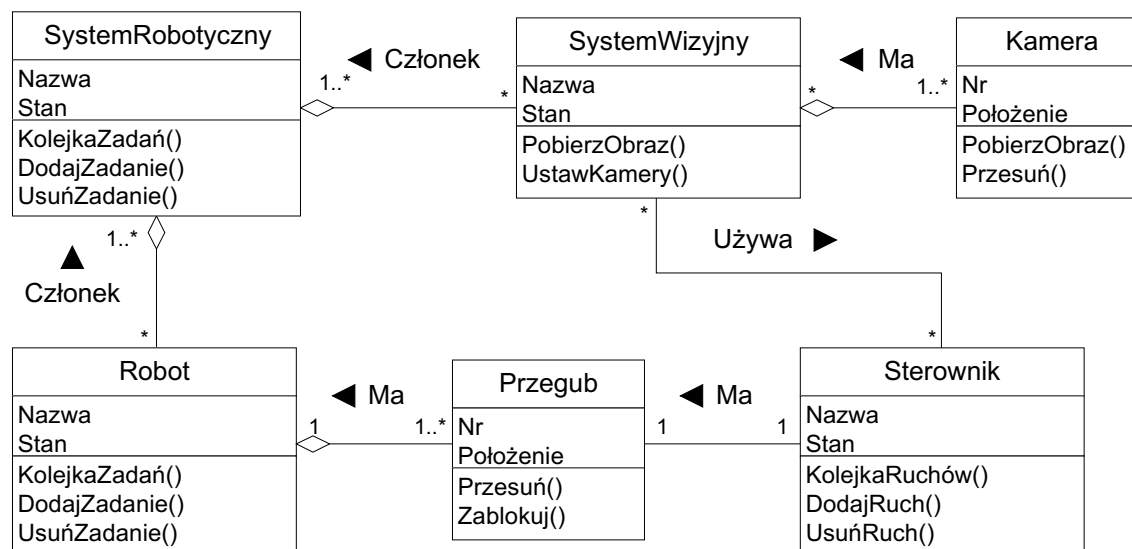 SystemRobotyczny
Nazwa
Stan
KolejkaZadań()
DodajZadanie()
UsuńZadanie()
1..*
Członek
*
SystemWizyjny
Nazwa
Stan
PobierzObraz()
UstawKamery()
*
Ma
1..*
Kamera
Nr
Położenie
PobierzObraz()
Przesuń()
1..*
Członek
*
*
Używa
*
Robot
Nazwa
Stan
KolejkaZadań()
DodajZadanie()
UsuńZadanie()
1
Ma
1..*
Przegub
Nr
Położenie
Przesuń()
Zablokuj()
1
Ma
1
Sterownik
Nazwa
Stan
KolejkaRuchów()
DodajRuch()
UsuńRuch()